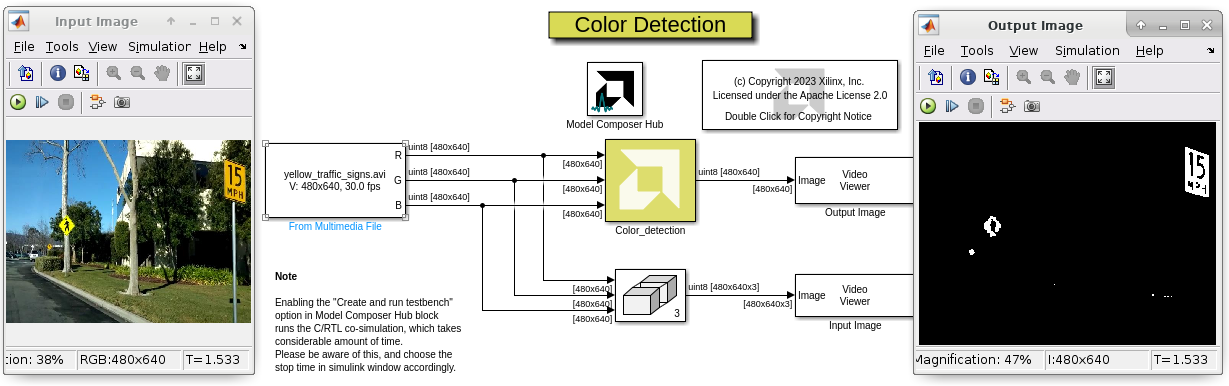 Input Image
File Tools View Simulation Help
15
MPH
RGB:480x640
T=1.533
Color Detection
Model Composer Hub
(c) Copyright 2023 Xilinx, Inc.
Licensed under the Apache License 2.0
Double Click for Copyright Notice
yellow_traffic_signs.avi
V: 480x640, 30.0 fps
R
G
B
From Multimedia File
uint8 [480x640]
uint8 [480x640]
uint8 [480x640]
[480x640]
[480x640]
[480x640]
Color_detection
uint8 [480x640]
[480x640]
Image
Video
Viewer
Output Image
[480x640]
[480x640]
[480x640]
3
uint8 [480x640x3]
[480x640x3]
Image
Video
Viewer
Input Image
Note
Enabling the "Create and run testbench"
option in Model Composer Hub block
runs the C/RTL co-simulation, which takes
considerable amount of time.
Please be aware of this, and choose the
stop time in simulink window accordingly.
Output Image
File Tools View Simulation Help
15
MPH
Magnification: 47%
I:480x640
T=1.533